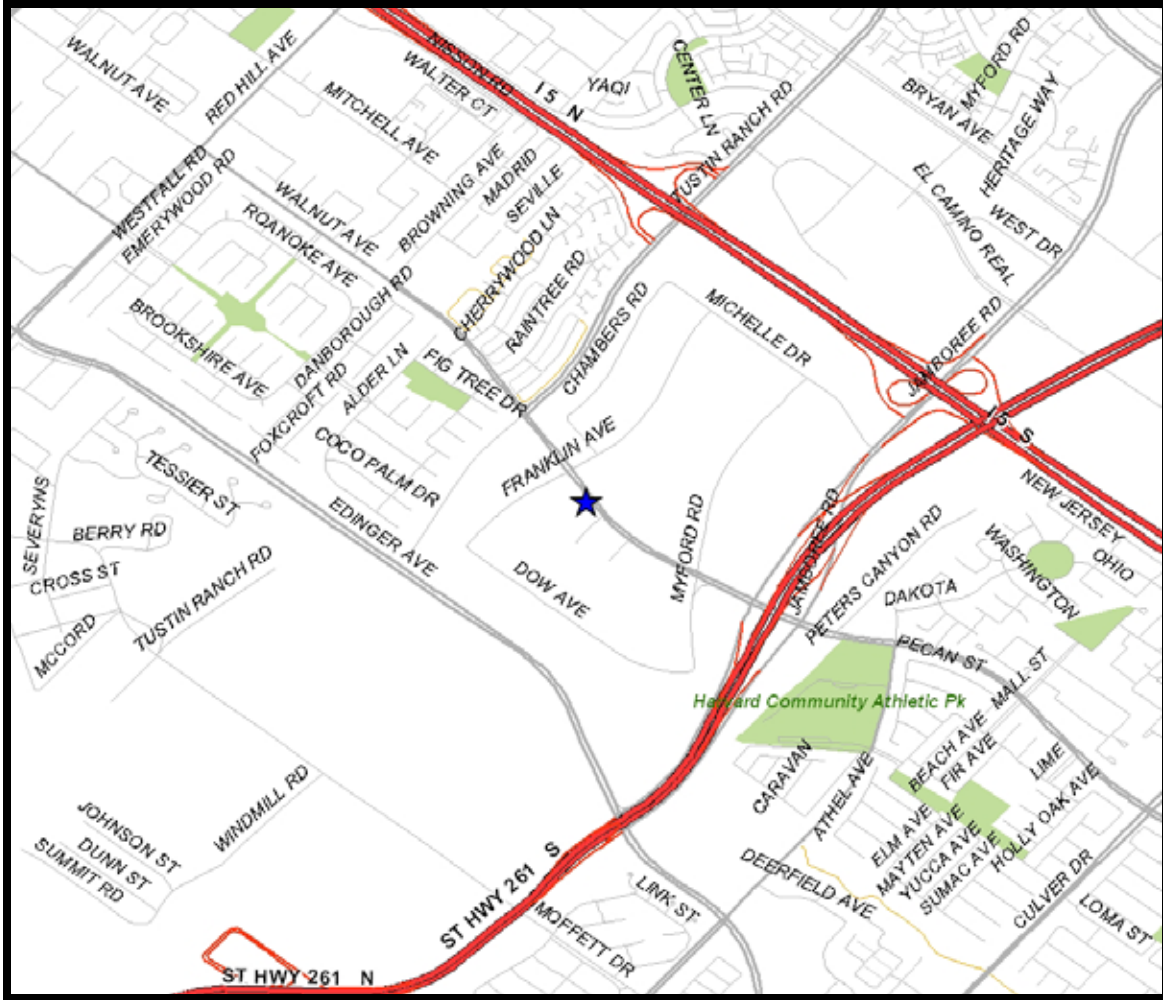 WALNUT AVE
RED HILL AVE
NISSON RD
WALTER CT
I 5 N
YAQI
CENTER LN
MYFORD RD
BRYAN AVE
HERITAGE WAY
MITCHELL AVE
TUSTIN RANCH RD
WESTFALL RD
EMERYWOOD RD
BROWNING AVE
MADRID
SEVILLE
EL CAMINO REAL
WEST DR
WALNUT AVE
ROANOKE AVE
CHERRYWOOD LN
RAINTREE RD
CHAMBERS RD
MICHELLE DR
JAMBOREE RD
BROOKSHIRE AVE
DANBOROUGH RD
FOXCROFT RD
ALDER LN
FIG TREE DR
I 5 S
COCO PALM DR
FRANKLIN AVE
TESSIER ST
EDINGER AVE
NEW JERSEY
SEVERYNS
BERRY RD
CROSS ST
MCCORD
TUSTIN RANCH RD
DOW AVE
MYFORD RD
JAMBOREE RD
PETERS CANYON RD
WASHINGTON
OHIO
DAKOTA
PECAN ST
MALL ST
Harvard Community Athletic Pk
CARAVAN
ATHEL AVE
BEACH AVE
FIR AVE
LIME
HOLLY OAK AVE
ELM AVE
MAYTEN AVE
YUCCA AVE
SUMAC AVE
CULVER DR
LOMA ST
DEERFIELD AVE
JOHNSON ST
DUNN ST
SUMMIT RD
WINDMILL RD
ST HWY 261 S
LINK ST
MOFFETT DR
ST HWY 261 N